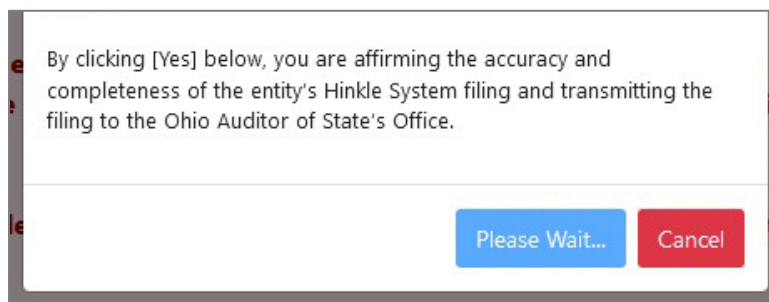 By clicking [Yes] below, you are affirming the accuracy and
completeness of the entity's Hinkle System filing and transmitting the
filing to the Ohio Auditor of State's Office.
Please Wait...
Cancel